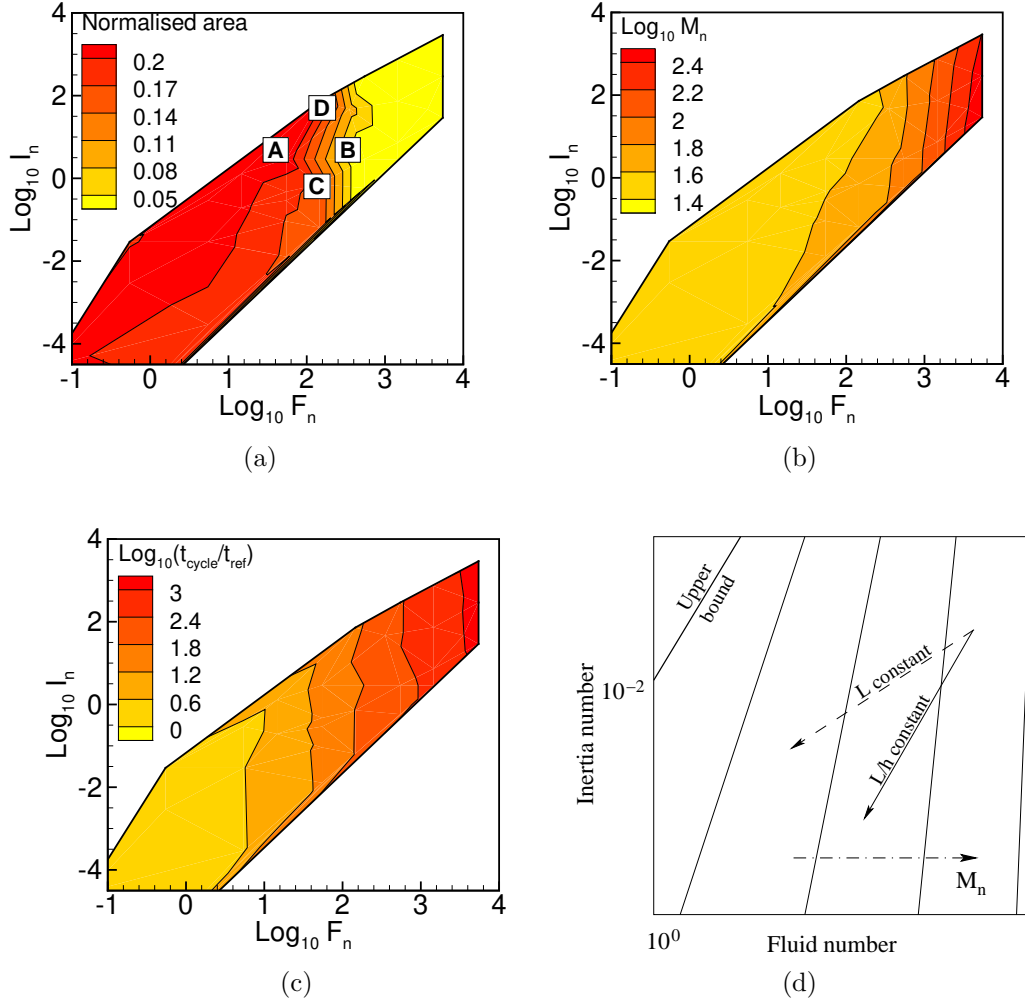 Normalised area
0.2
0.17
0.14
0.11
0.08
0.05
A
B
C
D
4
2
0
-2
-4
Log10 In
-1 0 1 2 3 4
Log10 Fn
(a)
Log10 Mn
2.4
2.2
2
1.8
1.6
1.4
4
2
0
-2
-4
Log10 In
-1 0 1 2 3 4
Log10 Fn
(b)
Log10(tcycle/tref)
3
2.4
1.8
1.2
0.6
0
4
2
0
-2
-4
Log10 In
-1 0 1 2 3 4
Log10 Fn
(c)
Upper
bound
L constant
L/h constant
Mn
10-2
Inertia number
100
Fluid number
(d)